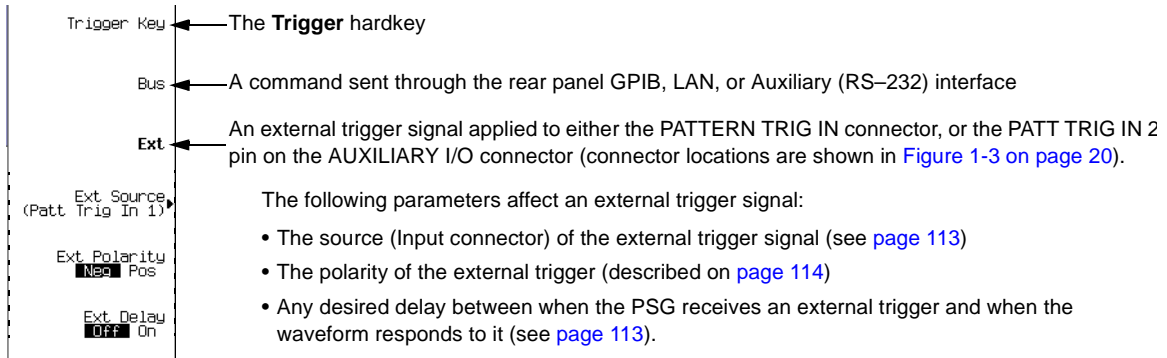 Trigger Key
The Trigger hardkey
Bus
A command sent through the rear panel GPIB, LAN, or Auxiliary (RS–232) interface
Ext
An external trigger signal applied to either the PATTERN TRIG IN connector, or the PATT TRIG IN 2
pin on the AUXILIARY I/O connector (connector locations are shown in Figure 1-3 on page 20).
Ext Source
(Patt Trig In 1)
The following parameters affect an external trigger signal:
• The source (Input connector) of the external trigger signal (see page 113)
Ext Polarity
Neg Pos
• The polarity of the external trigger (described on page 114)
Ext Delay
Off On
• Any desired delay between when the PSG receives an external trigger and when the
waveform responds to it (see page 113).